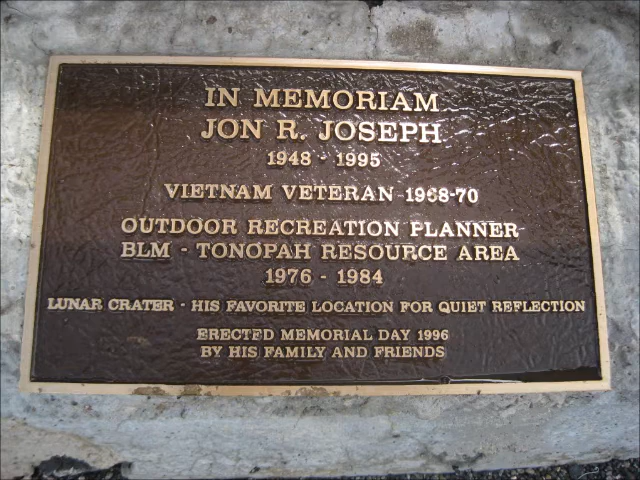 IN MEMORIAM
JON R. JOSEPH
1948 - 1995
VIETNAM VETERAN 1968-70
OUTDOOR RECREATION PLANNER
BLM - TONOPAH RESOURCE AREA
1976 - 1984
LUNAR CRATER - HIS FAVORITE LOCATION FOR QUIET REFLECTION
ERECTED MEMORIAL DAY 1996
BY HIS FAMILY AND FRIENDS